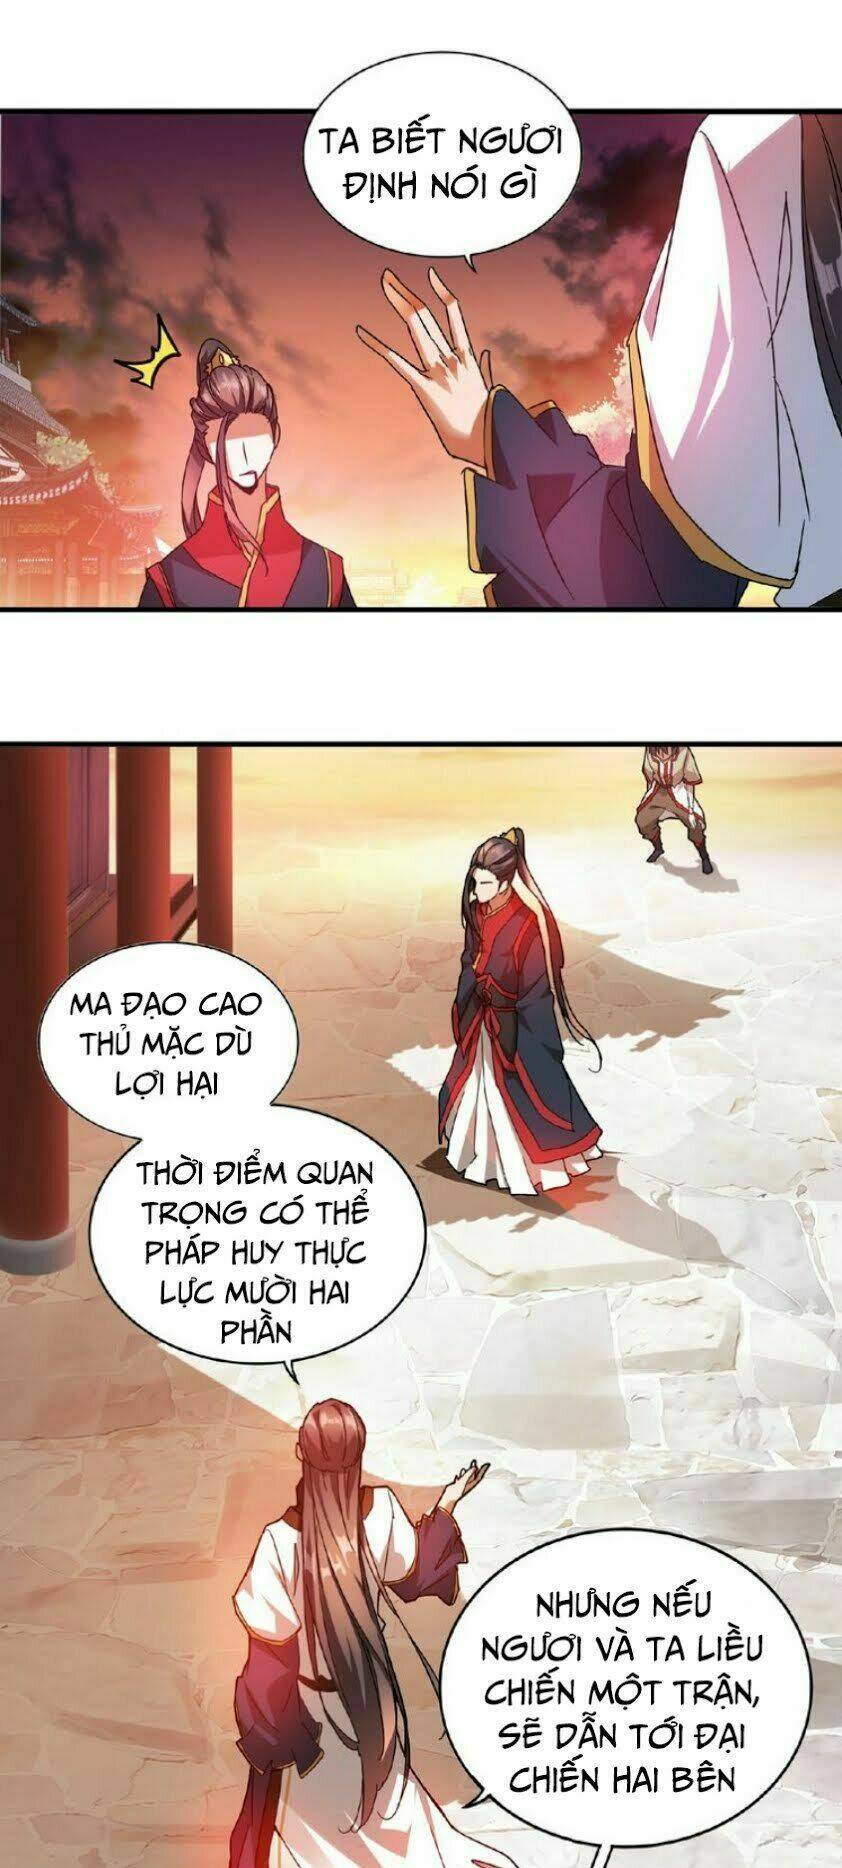 TA BIẾT NGƯƠI
ĐỊNH NÓI GÌ
MA ĐẠO CAO
THỦ MẶC DÙ
LỢI HẠI
THỜI ĐIỂM QUAN
TRỌNG CÓ THỂ
PHÁP HUY THỰC
LỰC MƯỜI HAI
PHẦN
NHƯNG NẾU
NGƯƠI VÀ TA LIỀU
CHIẾN MỘT TRẬN,
SẼ DẪN TỚI ĐẠI
CHIẾN HAI BÊN